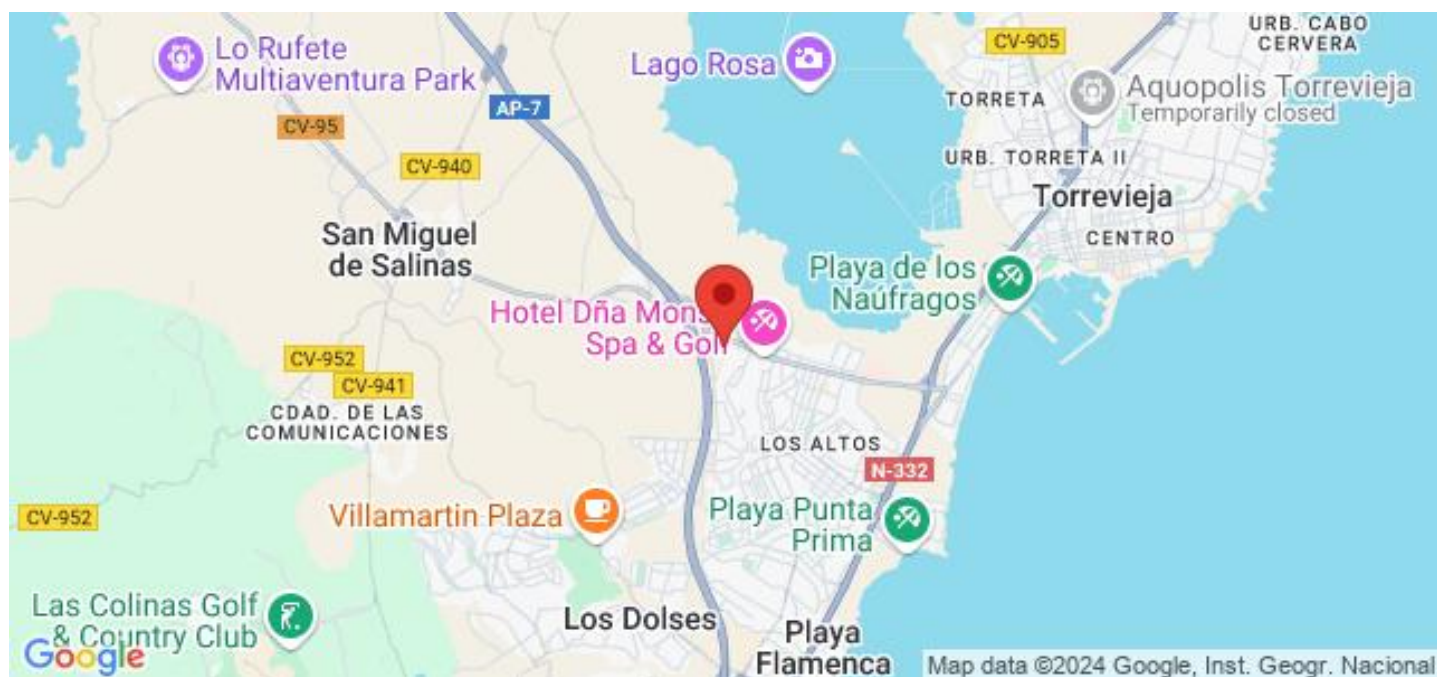 URB. CABO
CERVERA
CV-905
Lo Rufete
Multiaventura Park
Lago Rosa
Aquopolis Torrevieja
Temporarily closed
TORRETA
AP-7
CV-95
CV-940
URB. TORRETA II
Torrevieja
CENTRO
San Miguel
de Salinas
Playa de los
Naúfragos
Hotel Dña Mons
Spa & Golf
CV-952
CV-941
CDAD. DE LAS
COMUNICACIONES
LOS ALTOS
N-332
CV-952
Villamartin Plaza
Playa Punta
Prima
Las Colinas Golf
& Country Club
Los Dolses
Playa
Flamenca
Google
Map data ©2024 Google, Inst. Geogr. Nacional